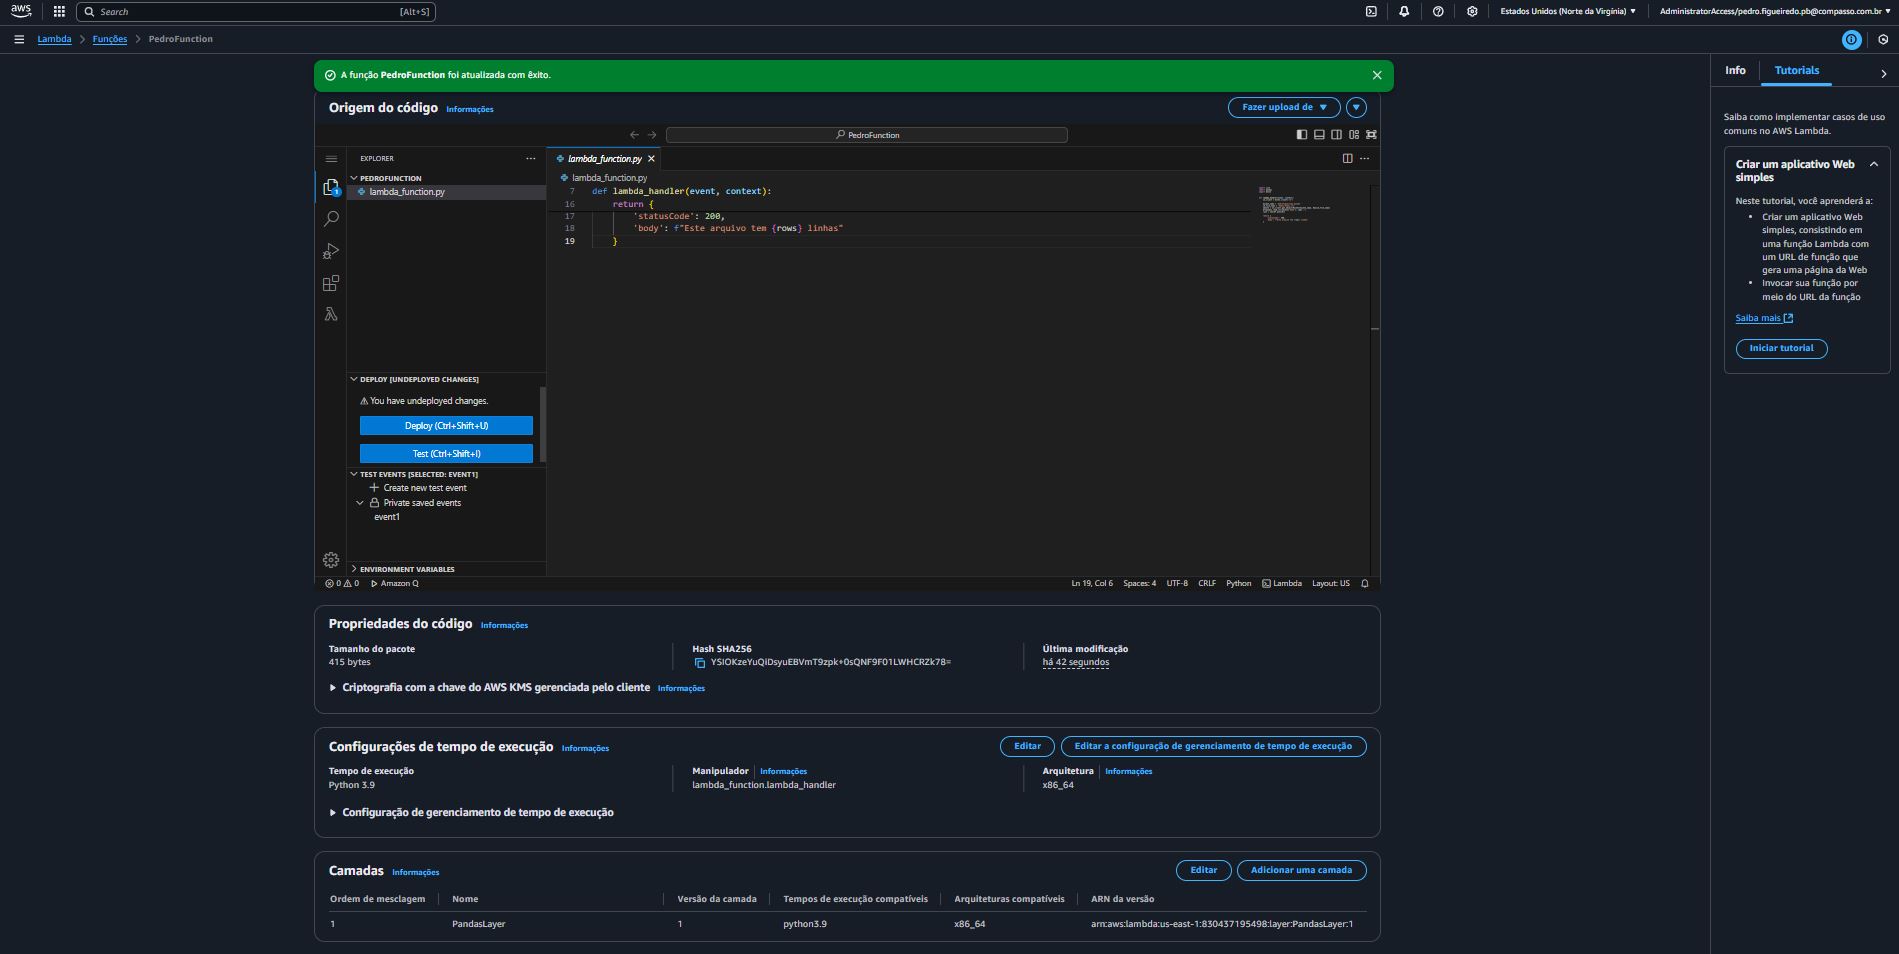 aws
Search [Alt+S]
Estados Unidos (Norte da Virgínia)
AdministratorAccess/pedro.figueiredo.pb@compasso.com.br
Lambda
Funções
PedroFunction
A função PedroFunction foi atualizada com êxito.
Origem do código Informações
Fazer upload de
PedroFunction
EXPLORER
PEDROFUNCTION
lambda_function.py
1
DEPLOY [UNDEPLOYED CHANGES]
You have undeployed changes.
Deploy (Ctrl+Shift+U)
Test (Ctrl+Shift+I)
TEST EVENTS [SELECTED: EVENT1]
Create new test event
Private saved events
event1
ENVIRONMENT VARIABLES
lambda_function.py
lambda_function.py
7 def lambda_handler(event, context):
16 return {
17 'statusCode': 200,
18 'body': f"Este arquivo tem {rows} linhas"
19 }
0 0 Amazon Q
Ln 19, Col 6 Spaces: 4 UTF-8 CRLF Python Lambda Layout: US
Propriedades do código Informações
Tamanho do pacote
415 bytes
Hash SHA256
YSIOKzeYuQiDsyuEBVmT9zpk+0sQNF9F01LWHCRZk78=
Última modificação
há 42 segundos
Criptografia com a chave do AWS KMS gerenciada pelo cliente Informações
Configurações de tempo de execução Informações
Editar
Editar a configuração de gerenciamento de tempo de execução
Tempo de execução
Python 3.9
Manipulador Informações
lambda_function.lambda_handler
Arquitetura Informações
x86_64
Configuração de gerenciamento de tempo de execução
Camadas Informações
Editar
Adicionar uma camada
Ordem de mesclagem Nome Versão da camada Tempos de execução compatíveis Arquiteturas compatíveis ARN da versão
1 PandasLayer 1 python3.9 x86_64 arn:aws:lambda:us-east-1:830437195498:layer:PandasLayer:1
Info
Tutorials
Saiba como implementar casos de uso
comuns no AWS Lambda.
Criar um aplicativo Web
simples
Neste tutorial, você aprenderá a:
• Criar um aplicativo Web
simples, consistindo em
uma função Lambda com
um URL de função que
gera uma página da Web
• Invocar sua função por
meio do URL da função
Saiba mais
Iniciar tutorial